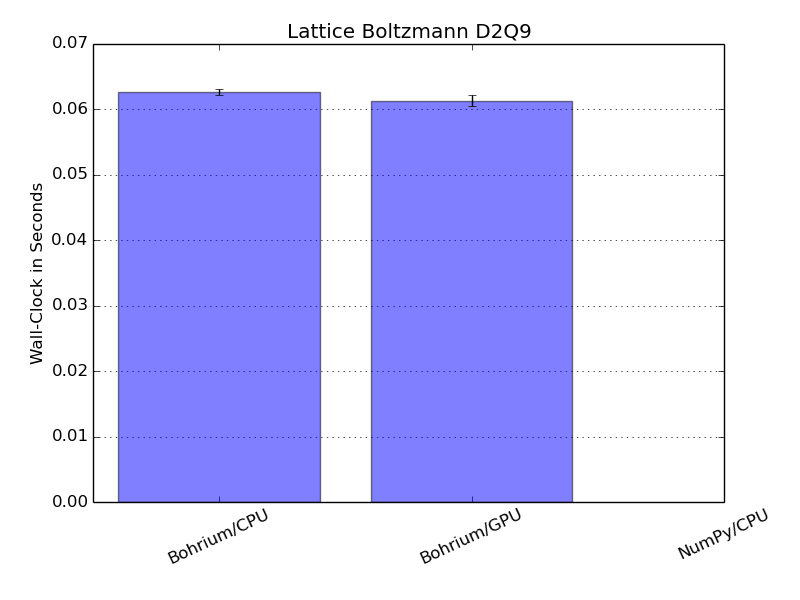 Lattice Boltzmann D2Q9
0.07
0.06
0.05
0.04
0.03
0.02
0.01
0.00
Wall-Clock in Seconds
Bohrium/CPU
Bohrium/GPU
NumPy/CPU